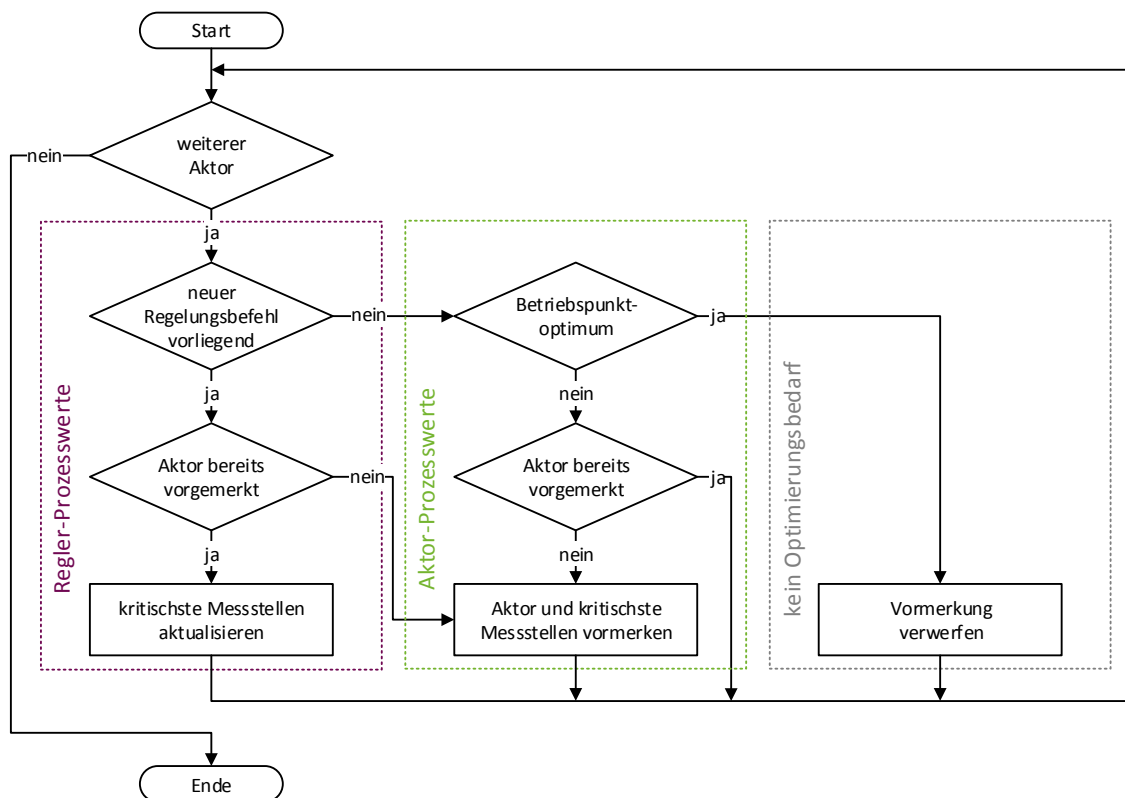 Start
weiterer
Aktor
nein
ja
neuer
Regelungsbefehl
vorliegend
nein
Betriebspunkt-
optimum
ja
ja
nein
Aktor bereits
vorgemerkt
nein
Aktor bereits
vorgemerkt
ja
ja
nein
kritischste Messstellen
aktualisieren
Aktor und kritischste
Messstellen vormerken
Vormerkung
verwerfen
Regler-Prozesswerte
Aktor-Prozesswerte
kein Optimierungsbedarf
Ende